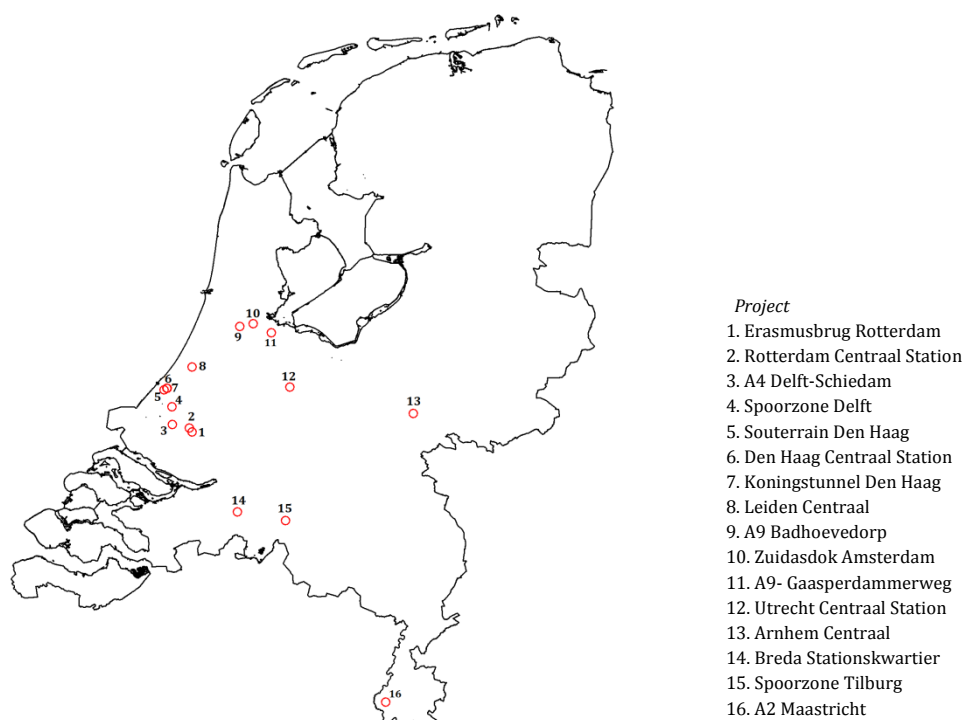 10
9
11
8
6
7
5
12
4
13
3
2
1
14
15
16
Project
1. Erasmusbrug Rotterdam
2. Rotterdam Centraal Station
3. A4 Delft-Schiedam
4. Spoorzone Delft
5. Souterrain Den Haag
6. Den Haag Centraal Station
7. Koningstunnel Den Haag
8. Leiden Centraal
9. A9 Badhoevedorp
10. Zuidasdok Amsterdam
11. A9- Gaasperdammerweg
12. Utrecht Centraal Station
13. Arnhem Centraal
14. Breda Stationskwartier
15. Spoorzone Tilburg
16. A2 Maastricht